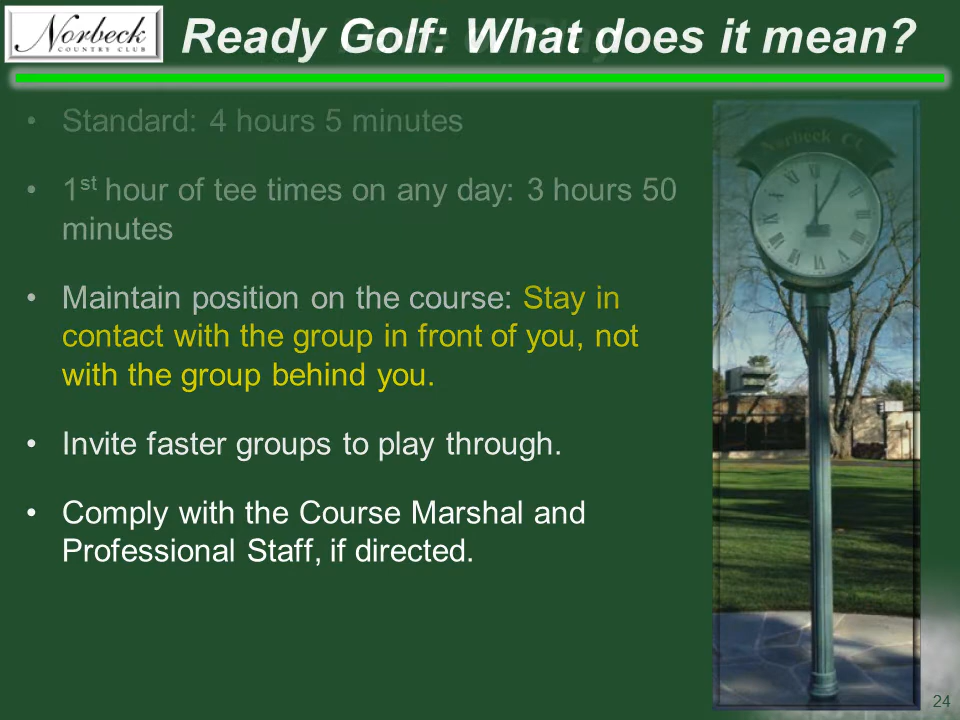 Norbeck
COUNTRY CLUB
Ready Golf: What does it mean?
• Standard: 4 hours 5 minutes
• 1st hour of tee times on any day: 3 hours 50
minutes
• Maintain position on the course: Stay in
contact with the group in front of you, not
with the group behind you.
• Invite faster groups to play through.
• Comply with the Course Marshal and
Professional Staff, if directed.
Norbeck CC
24